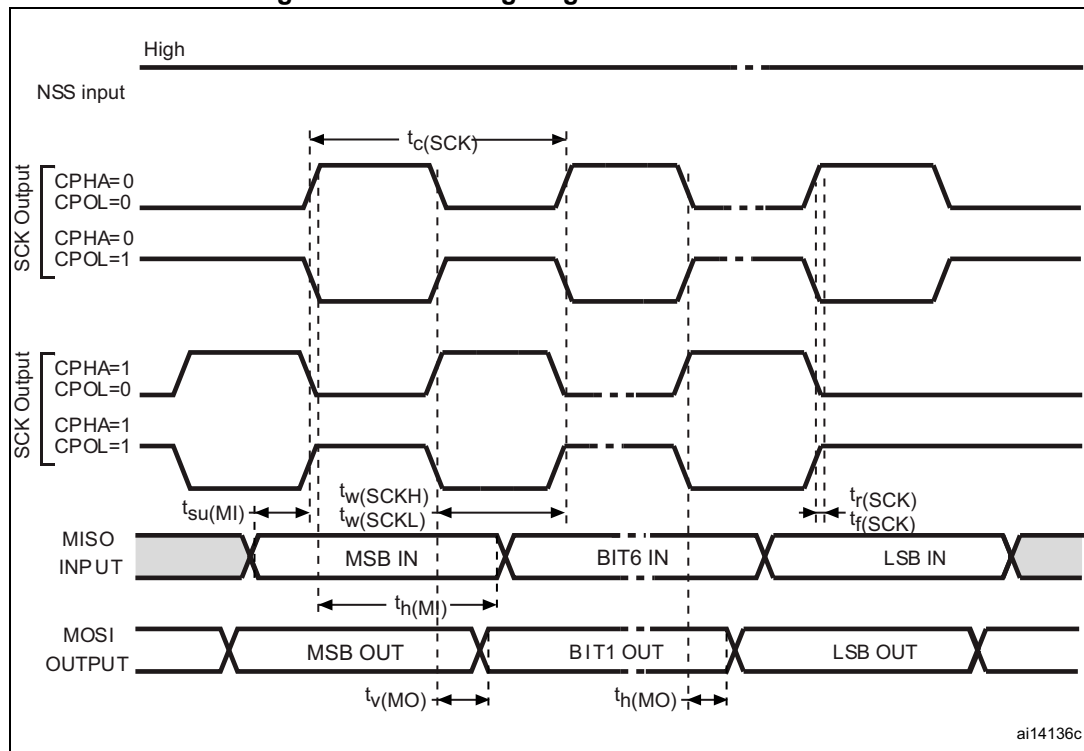 High
NSS input
tc(SCK)
SCK Output
CPHA=0
CPOL=0
CPHA=0
CPOL=1
SCK Output
CPHA=1
CPOL=0
CPHA=1
CPOL=1
tsu(MI)
tw(SCKH)
tw(SCKL)
tr(SCK)
tf(SCK)
MISO
INPUT
MSB IN
BIT6 IN
LSB IN
th(MI)
MOSI
OUTPUT
MSB OUT
BIT1 OUT
LSB OUT
tv(MO)
th(MO)
ai14136c